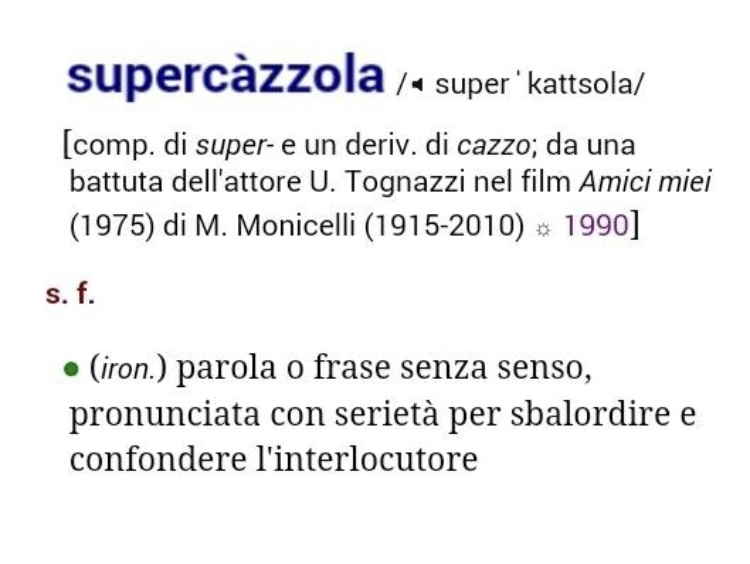 supercàzzola /super ˈkattsola/
[comp. di super- e un deriv. di cazzo; da una
battuta dell'attore U. Tognazzi nel film Amici miei
(1975) di M. Monicelli (1915-2010) ☼ 1990]
s. f.
● (iron.) parola o frase senza senso,
pronunciata con serietà per sbalordire e
confondere l'interlocutore